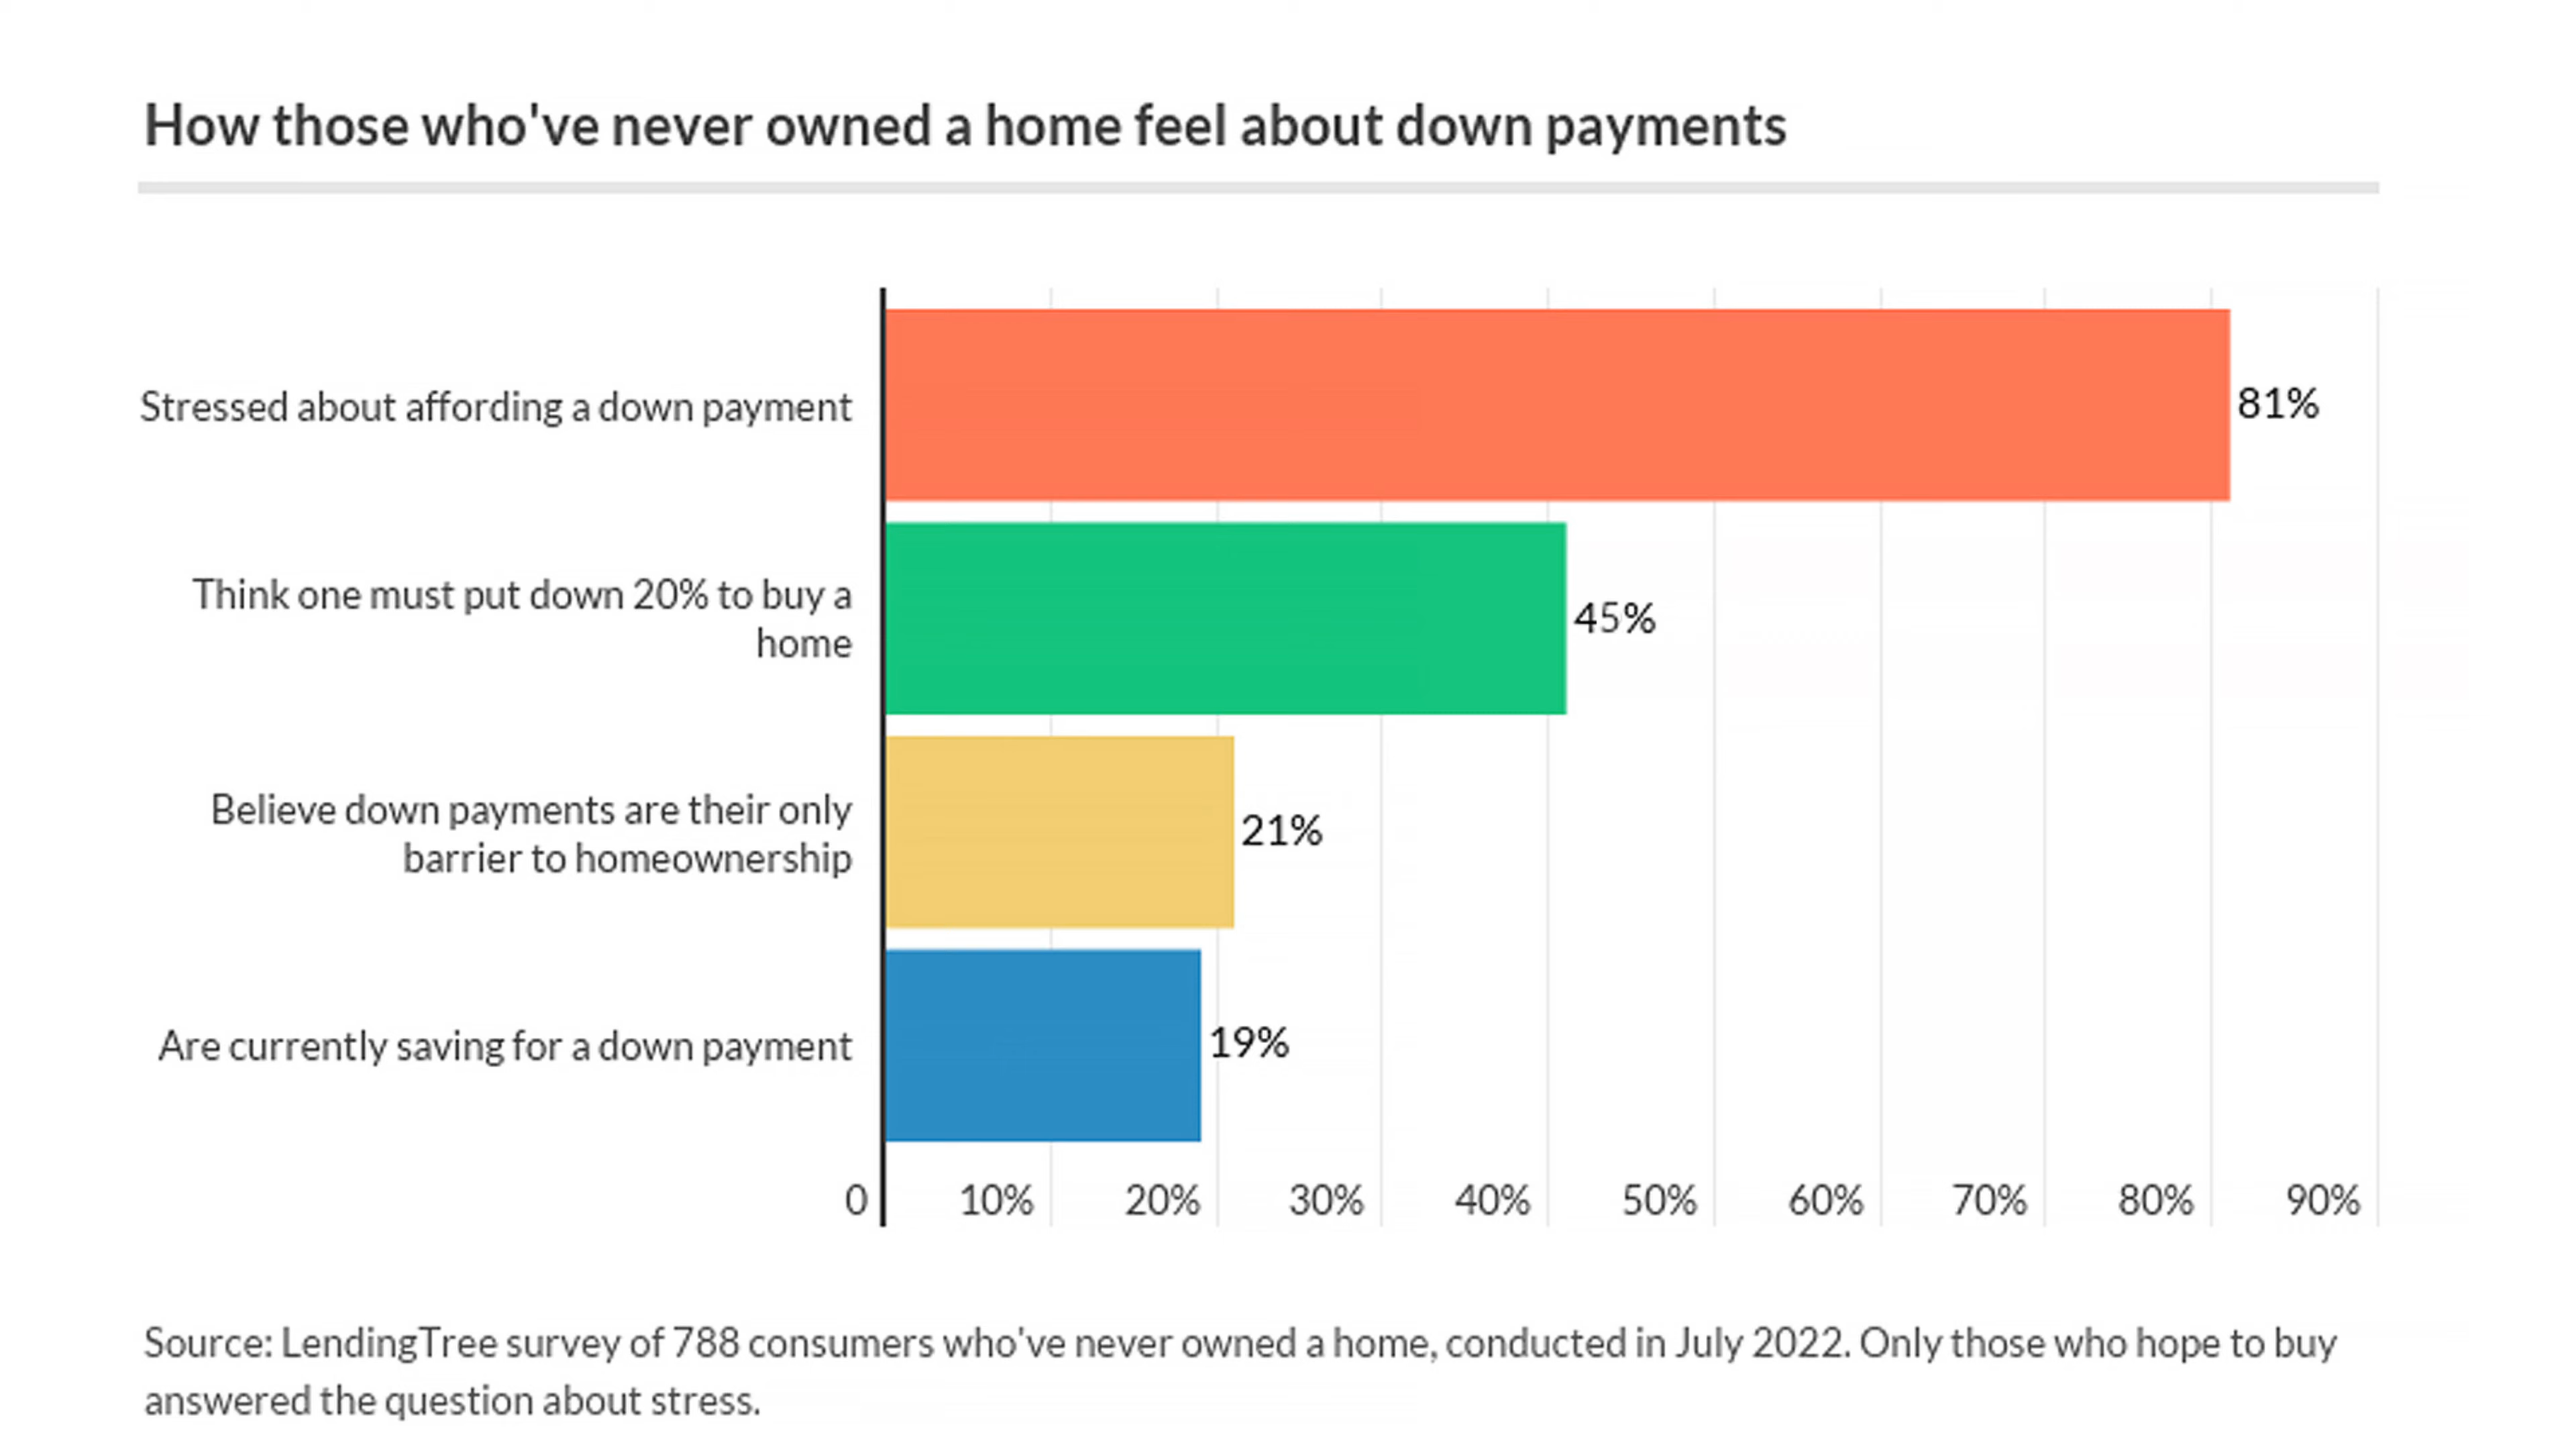 How those who've never owned a home feel about down payments
Stressed about affording a down payment
81%
Think one must put down 20% to buy a
home
45%
Believe down payments are their only
barrier to homeownership
21%
Are currently saving for a down payment
19%
0 10% 20% 30% 40% 50% 60% 70% 80% 90%
Source: LendingTree survey of 788 consumers who've never owned a home, conducted in July 2022. Only those who hope to buy
answered the question about stress.